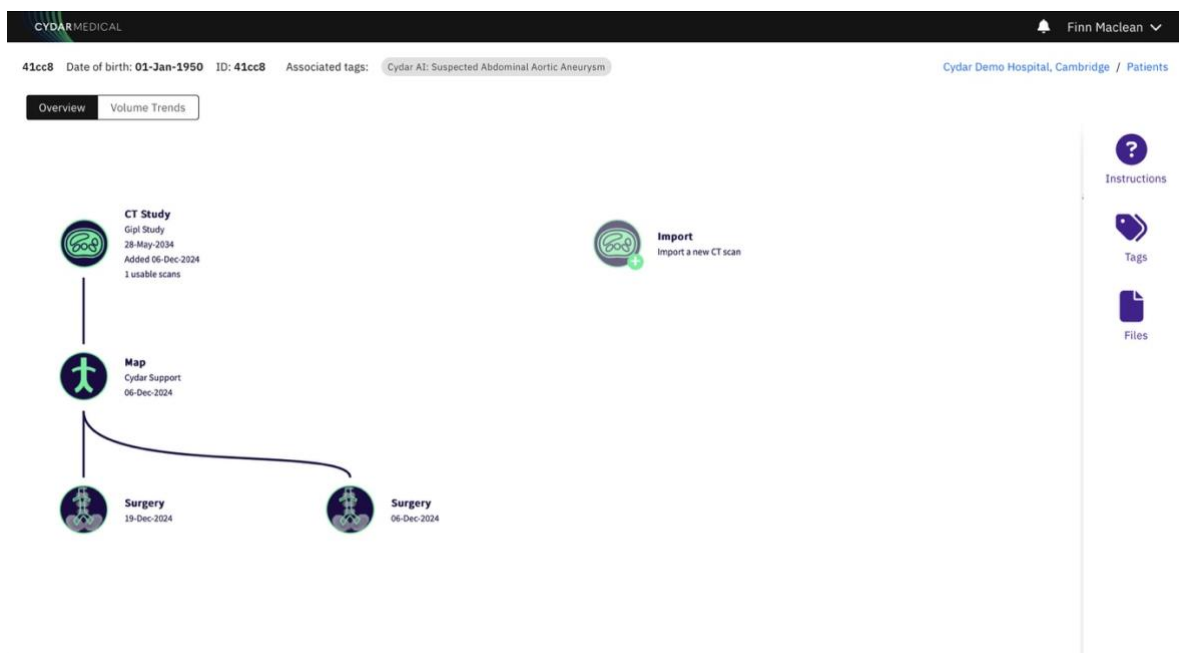 CYDARMEDICAL
Finn Maclean
41cc8 Date of birth: 01-Jan-1950 ID: 41cc8 Associated tags: Cydar AI: Suspected Abdominal Aortic Aneurysm
Cydar Demo Hospital, Cambridge / Patients
Overview Volume Trends
?
Instructions
CT Study
Gipl Study
28-May-2034
Added 06-Dec-2024
1 usable scans
Import
Import a new CT scan
Tags
Files
Map
Cydar Support
06-Dec-2024
Surgery
19-Dec-2024
Surgery
06-Dec-2024